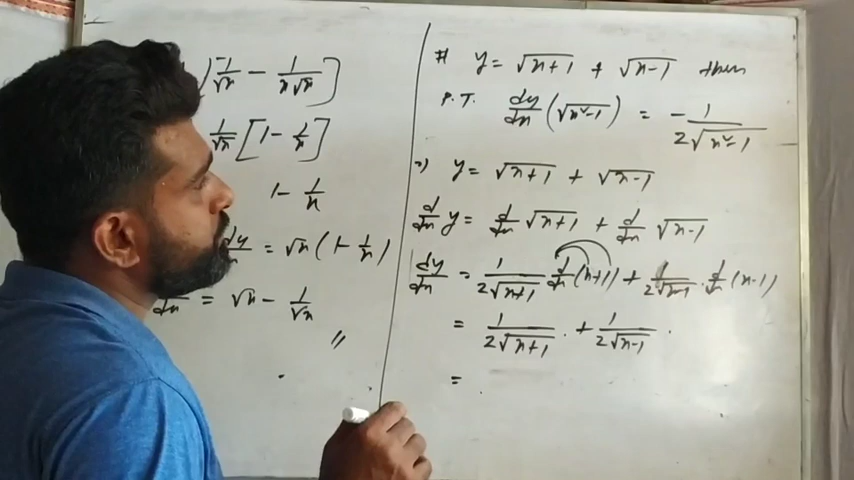 ) 1/√x − 1/(x√x) ]
1/√x [ 1 − 1/x ]
1 − 1/x
dy/dx = √x ( 1 − 1/x )
dx = √x − 1/√x
//
# y = √(x+1) + √(x-1) then
P.T. dy/dx (√(x²-1)) = - 1/(2√(x²-1))
⇒) y = √(x+1) + √(x-1)
d/dx y = d/dx √(x+1) + d/dx √(x-1)
dy/dx = 1/(2√(x+1)) d/dx (x+1) + 1/(2√(x-1)) . d/dx (x-1)
= 1/(2√(x+1)) . + 1/(2√(x-1)) .
= .